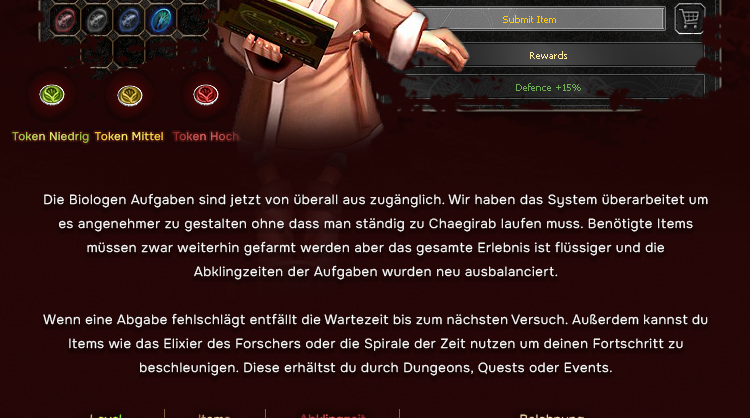 Submit Item
Rewards
Defence +15%
Token Niedrig Token Mittel Token Hoch
Die Biologen Aufgaben sind jetzt von überall aus zugänglich. Wir haben das System überarbeitet um
es angenehmer zu gestalten ohne dass man ständig zu Chaegirab laufen muss. Benötigte Items
müssen zwar weiterhin gefarmt werden aber das gesamte Erlebnis ist flüssiger und die
Abklingzeiten der Aufgaben wurden neu ausbalanciert.
Wenn eine Abgabe fehlschlägt entfällt die Wartezeit bis zum nächsten Versuch. Außerdem kannst du
Items wie das Elixier des Forschers oder die Spirale der Zeit nutzen um deinen Fortschritt zu
beschleunigen. Diese erhältst du durch Dungeons, Quests oder Events.
Level Items Abklingzeit Belohnung